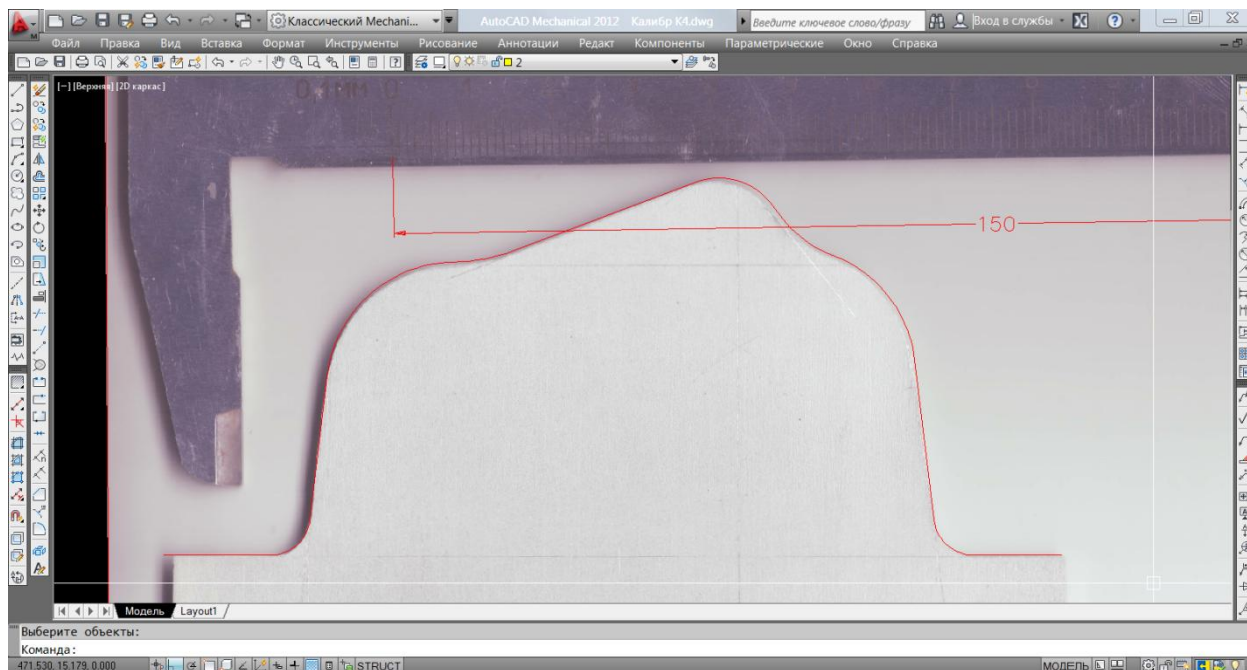 Классический Mechani...
AutoCAD Mechanical 2012 Калибр К4.dwg
Введите ключевое слово/фразу
Вход в службы
Файл Правка Вид Вставка Формат Инструменты Рисование Аннотации Редакт Компоненты Параметрические Окно Справка
2
[−][Верхняя][2D каркас]
0,1ММ
150
Модель Layout1
Выберите объекты:
Команда:
471.530, 15.179, 0.000
STRUCT
МОДЕЛЬ